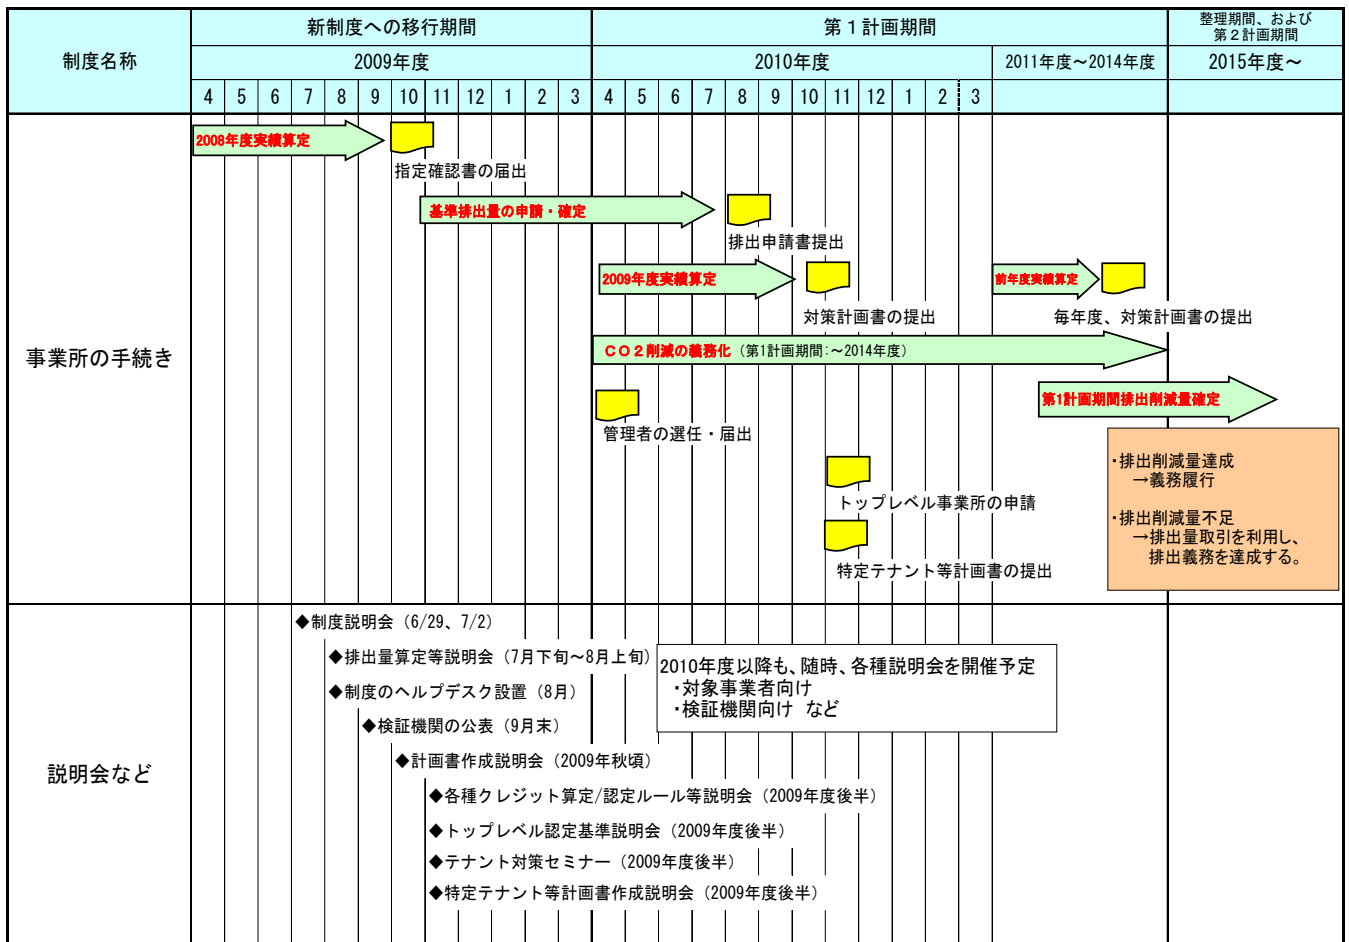 制度名称
新制度への移行期間
第１計画期間
整理期間、および
第２計画期間
2009年度
2010年度
2011年度～2014年度
2015年度～
4 5 6 7 8 9 10 11 12 1 2 3 4 5 6 7 8 9 10 11 12 1 2 3
事業所の手続き
2008年度実績算定
指定確認書の届出
基準排出量の申請・確定
排出申請書提出
2009年度実績算定
対策計画書の提出
前年度実績算定
毎年度、対策計画書の提出
ＣＯ２削減の義務化（第1計画期間：～2014年度）
第1計画期間排出削減量確定
管理者の選任・届出
トップレベル事業所の申請
特定テナント等計画書の提出
・排出削減量達成
→義務履行
・排出削減量不足
→排出量取引を利用し、
排出義務を達成する。
説明会など
◆制度説明会（6/29、7/2）
◆排出量算定等説明会（7月下旬～8月上旬）
◆制度のヘルプデスク設置（8月）
◆検証機関の公表（9月末）
◆計画書作成説明会（2009年秋頃）
◆各種クレジット算定/認定ルール等説明会（2009年度後半）
◆トップレベル認定基準説明会（2009年度後半）
◆テナント対策セミナー（2009年度後半）
◆特定テナント等計画書作成説明会（2009年度後半）
2010年度以降も、随時、各種説明会を開催予定
・対象事業者向け
・検証機関向け など